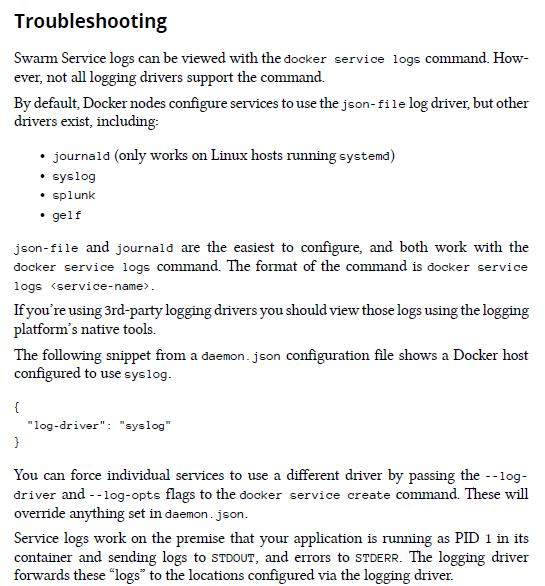 Troubleshooting
Swarm Service logs can be viewed with the docker service logs command. How-
ever, not all logging drivers support the command.
By default, Docker nodes configure services to use the json-file log driver, but other
drivers exist, including:
• journald (only works on Linux hosts running systemd)
• syslog
• splunk
• gelf
json-file and journald are the easiest to configure, and both work with the
docker service logs command. The format of the command is docker service
logs <service-name>.
If you're using 3rd-party logging drivers you should view those logs using the logging
platform's native tools.
The following snippet from a daemon.json configuration file shows a Docker host
configured to use syslog.
{
"log-driver": "syslog"
}
You can force individual services to use a different driver by passing the --log-
driver and --log-opts flags to the docker service create command. These will
override anything set in daemon.json.
Service logs work on the premise that your application is running as PID 1 in its
container and sending logs to STDOUT, and errors to STDERR. The logging driver
forwards these “logs” to the locations configured via the logging driver.